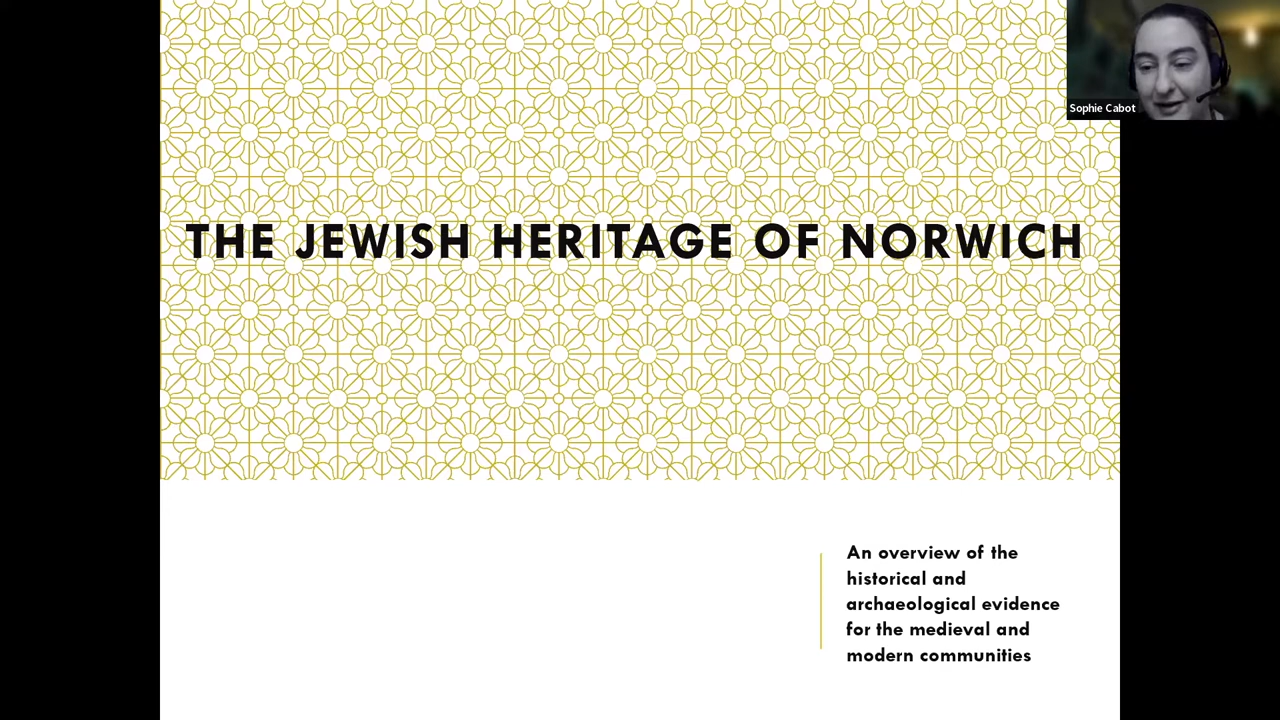 Sophie Cabot
THE JEWISH HERITAGE OF NORWICH
An overview of the
historical and
archaeological evidence
for the medieval and
modern communities